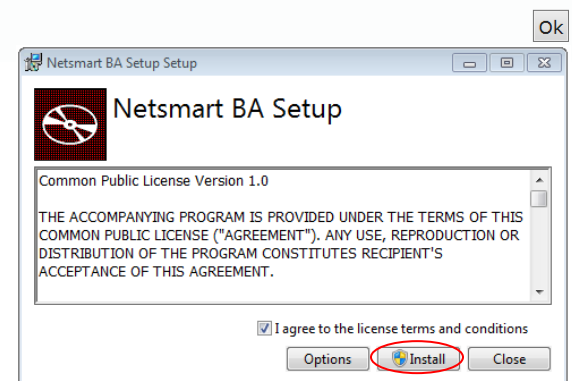 Ok
Netsmart BA Setup Setup
Netsmart BA Setup
Common Public License Version 1.0
THE ACCOMPANYING PROGRAM IS PROVIDED UNDER THE TERMS OF THIS
COMMON PUBLIC LICENSE ("AGREEMENT"). ANY USE, REPRODUCTION OR
DISTRIBUTION OF THE PROGRAM CONSTITUTES RECIPIENT'S
ACCEPTANCE OF THIS AGREEMENT.
I agree to the license terms and conditions
Options Install Close